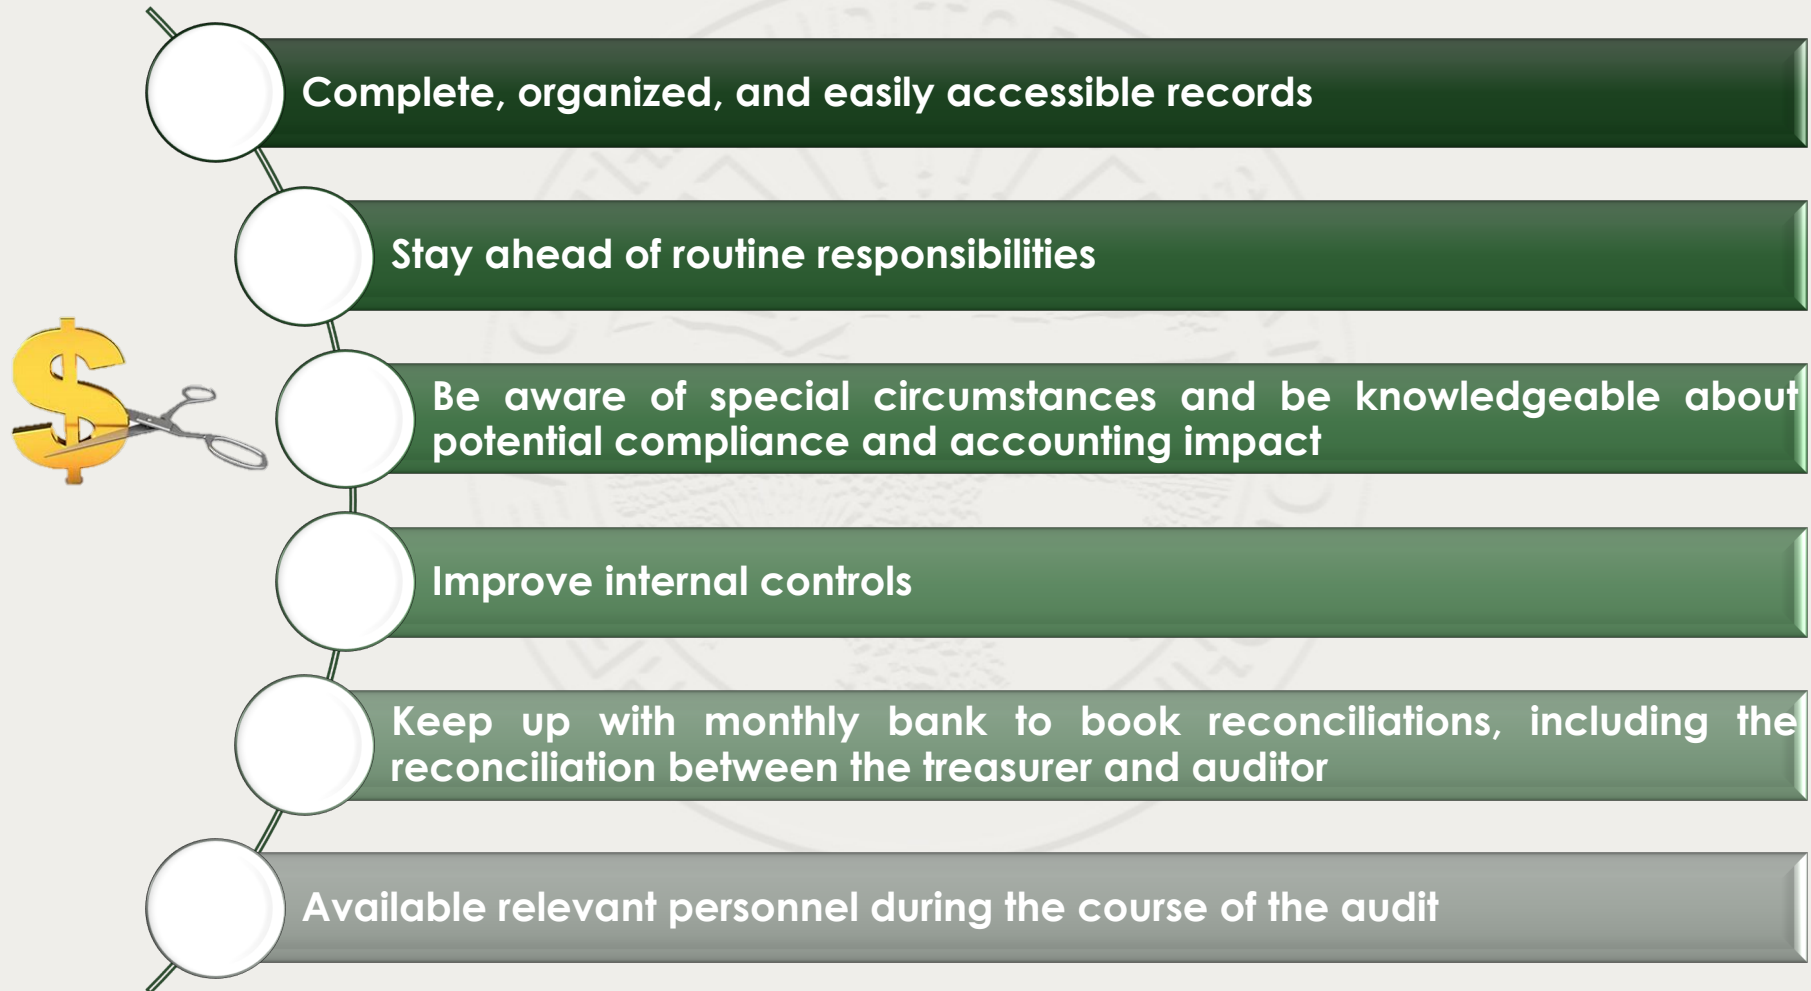 Complete, organized, and easily accessible records
Stay ahead of routine responsibilities
Be aware of special circumstances and be knowledgeable about
potential compliance and accounting impact
Improve internal controls
Keep up with monthly bank to book reconciliations, including the
reconciliation between the treasurer and auditor
Available relevant personnel during the course of the audit